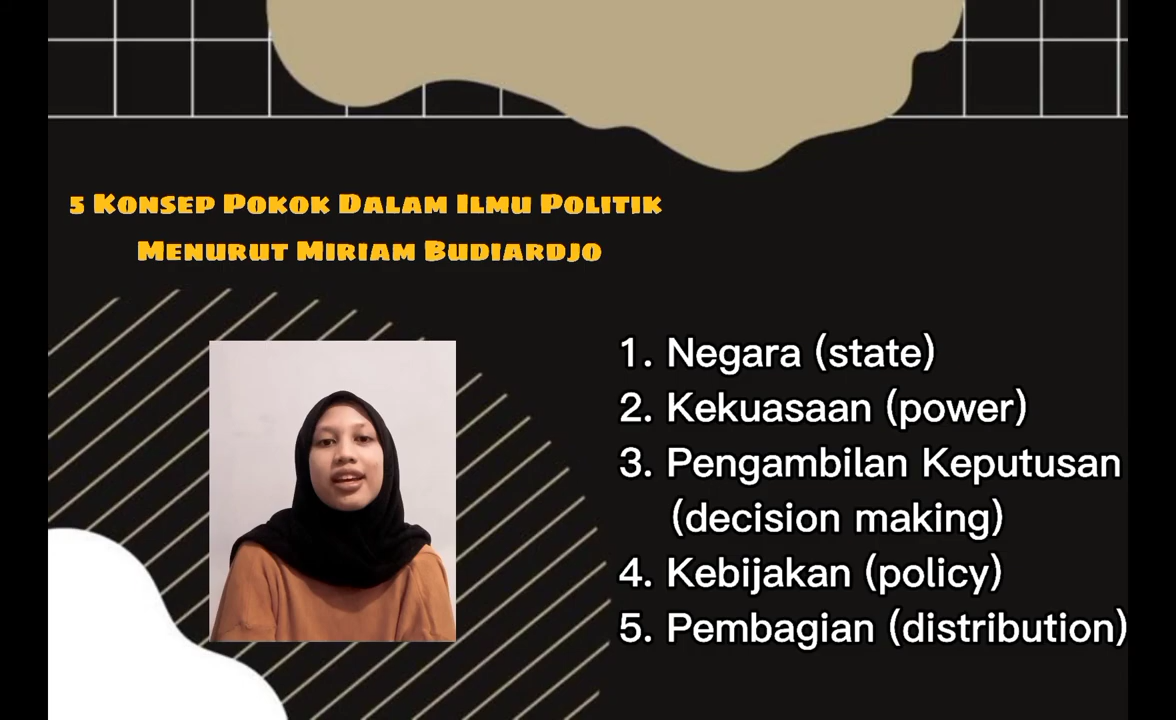 5 Konsep Pokok Dalam Ilmu Politik
Menurut Miriam Budiardjo
1. Negara (state)
2. Kekuasaan (power)
3. Pengambilan Keputusan
(decision making)
4. Kebijakan (policy)
5. Pembagian (distribution)